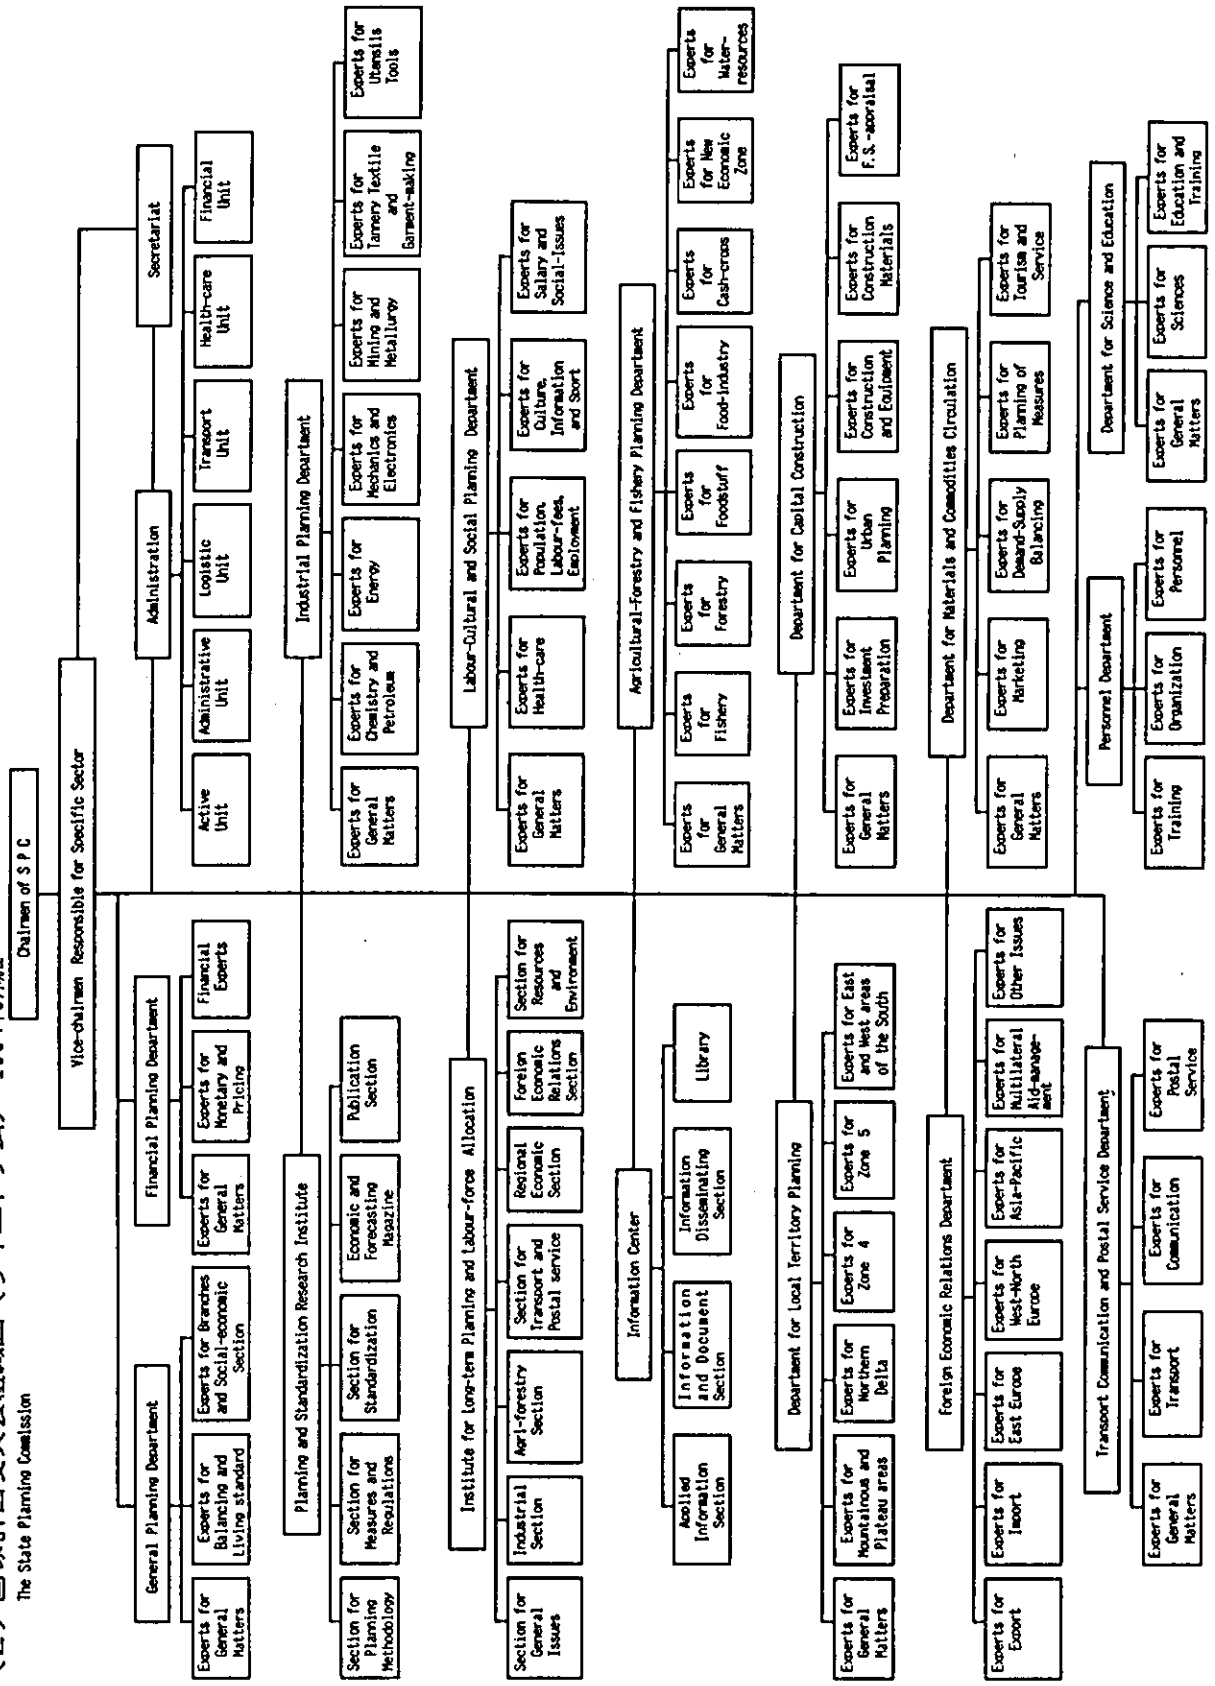 The State Planning Commission
Chairmen of S P C
Vice-chairmen Responsible for Specific Sector
General Planning Department
Financial Planning Department
Administration
Secretariat
Experts for
General
Matters
Experts for
Balancing and
Living standard
Experts for Branches
and Social-economic
Section
Experts for
General
Matters
Experts for
Monetary and
Pricing
Financial
Experts
Active
Unit
Administrative
Unit
Logistic
Unit
Transport
Unit
Health-care
Unit
Financial
Unit
Planning and Standardization Research Institute
Industrial Planning Department
Section for
Planning
Methodology
Section for
Measures and
Regulations
Section for
Standardization
Economic and
Forecasting
Magazine
Publication
Section
Experts for
General
Matters
Experts for
Chemistry and
Petroleum
Experts for
Energy
Experts for
Mechanics and
Electronics
Experts for
Mining and
Metallurgy
Experts for
Tannery Textile
and
Garment-making
Experts for
Utensils
Tools
Institute for Long-term Planning and Labour-force Allocation
Labour-Cultural and Social Planning Department
Section for
General
Issues
Industrial
Section
Agri-forestry
Section
Section for
Transport and
Postal service
Regional
Economic
Section
Foreign
Economic
Relations
Section
Section for
Resources
and
Environment
Experts for
General
Matters
Experts for
Health-care
Experts for
Population,
Labour-fees,
Employment
Experts for
Culture,
Information
and Sport
Experts for
Salary and
Social-Issues
Information Center
Agricultural-Forestry and Fishery Planning Department
Applied
Information
Section
Information
and Document
Section
Information
Disseminating
Section
Library
Experts
for
General
Matters
Experts
for
Fishery
Experts
for
Forestry
Experts
for
Foodstuff
Experts
for
Food-industry
Experts
for
Cash-crops
Experts
for New
Economic
Zone
Experts
for
Water-
resources
Department for Local Territory Planning
Department for Capital Construction
Experts for
General
Matters
Experts for
Mountainous and
Plateau areas
Experts for
Northern
Delta
Experts for
Zone 4
Experts for
Zone 5
Experts for East
and West areas
of the South
Experts for
General
Matters
Experts for
Investment
Preparation
Experts for
Urban
Planning
Experts for
Construction
and Equipment
Experts for
Construction
Materials
Experts for
F.S.-appraisal
Foreign Economic Relations Department
Department for Materials and Commodities Circulation
Experts for
Export
Experts for
Import
Experts for
East Europe
Experts for
West-North
Europe
Experts for
Asia-Pacific
Experts for
Multilateral
Aid-manage-
ment
Experts for
Other Issues
Experts for
General
Matters
Experts for
Marketing
Experts for
Demand-Supply
Balancing
Experts for
Planning of
Measures
Experts for
Tourism and
Service
Transport Communication and Postal Service Department
Personnel Department
Department for Science and Education
Experts for
General
Matters
Experts for
Transport
Experts for
Communication
Experts for
Postal
Service
Experts for
Training
Experts for
Organization
Experts for
Personnel
Experts for
General
Matters
Experts for
Sciences
Experts for
Education and
Training